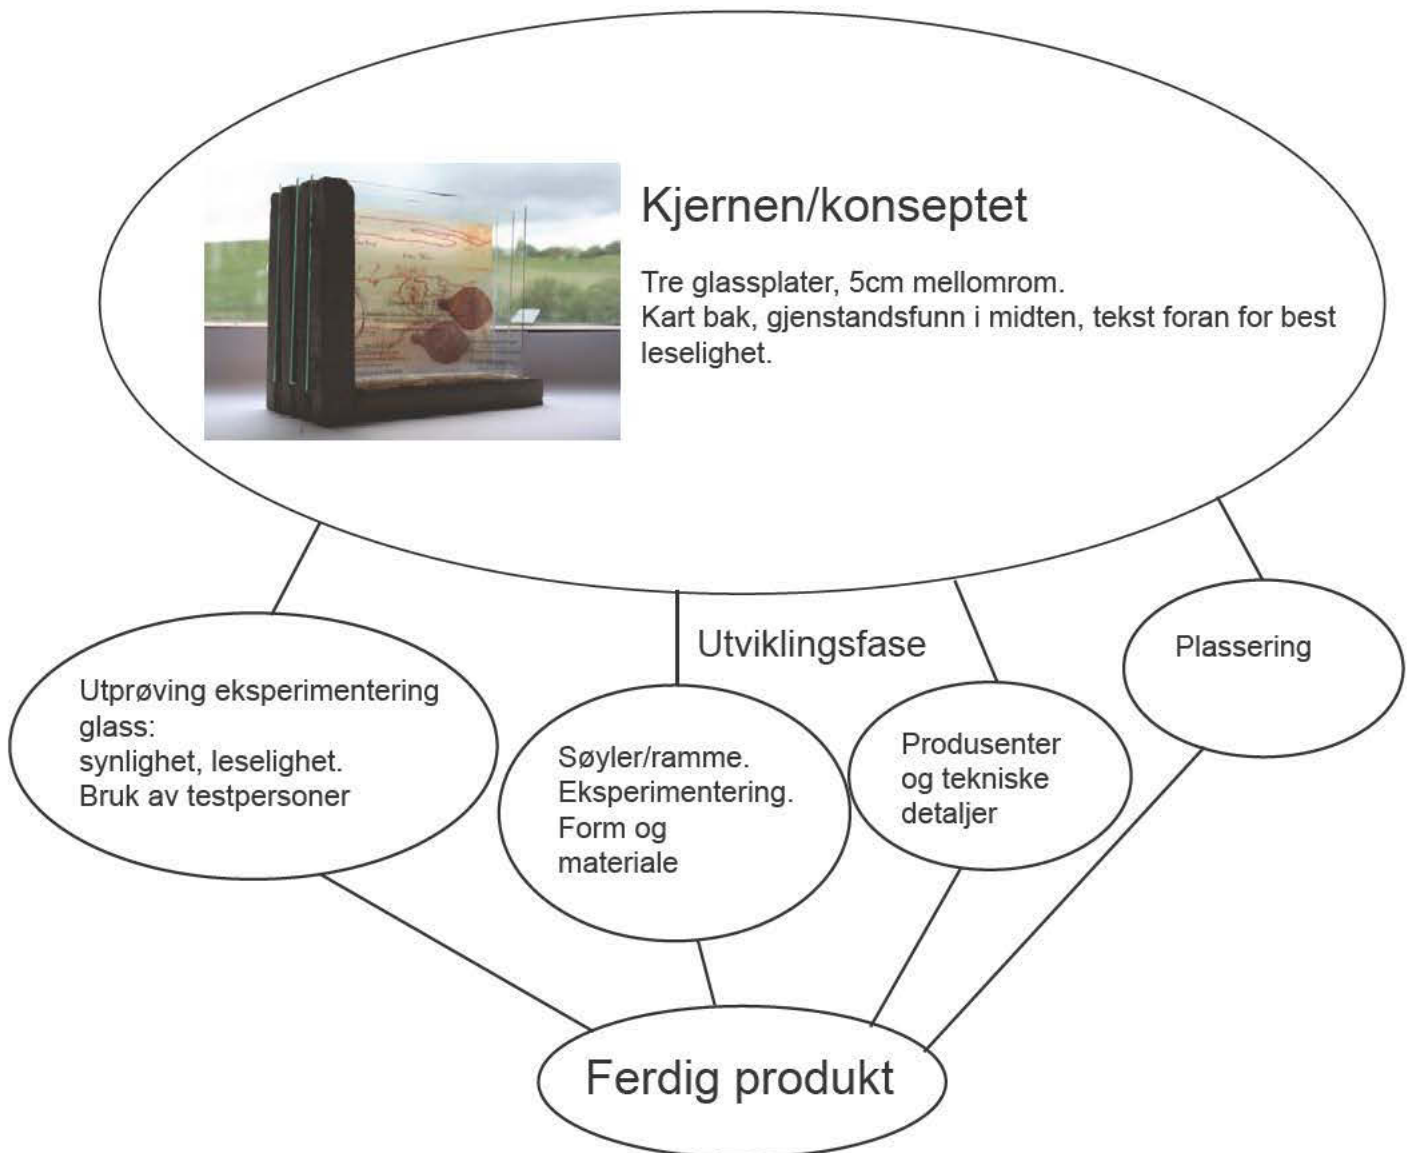 Kjernen/konseptet
Tre glassplater, 5cm mellomrom.
Kart bak, gjenstandsfunn i midten, tekst foran for best
leselighet.
Utviklingsfase
Utprøving eksperimentering
glass:
synlighet, leselighet.
Bruk av testpersoner
Søyler/ramme.
Eksperimentering.
Form og
materiale
Produsenter
og tekniske
detaljer
Plassering
Ferdig produkt